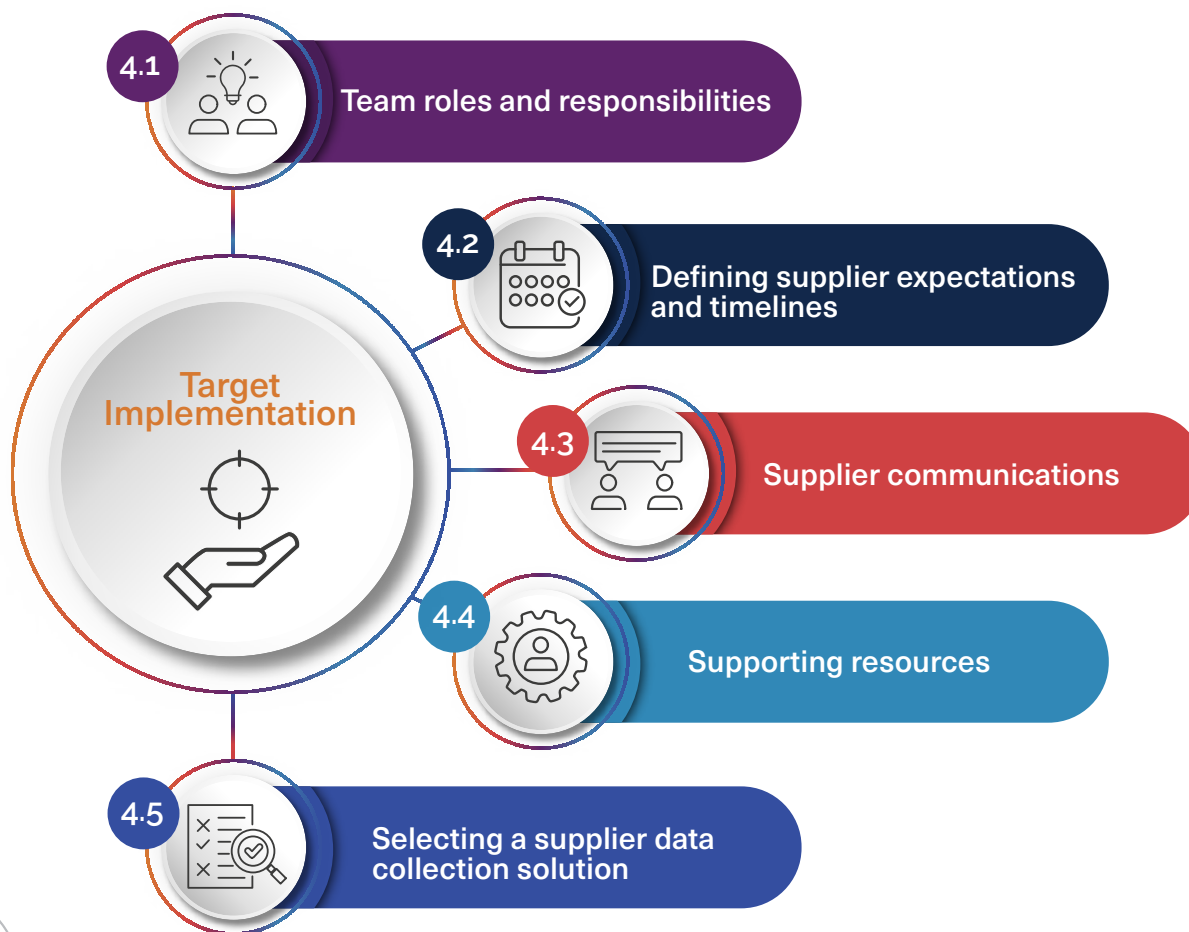 4.1
Team roles and responsibilities
4.2
Defining supplier expectations
and timelines
Target
Implementation
4.3
Supplier communications
4.4
Supporting resources
4.5
Selecting a supplier data
collection solution